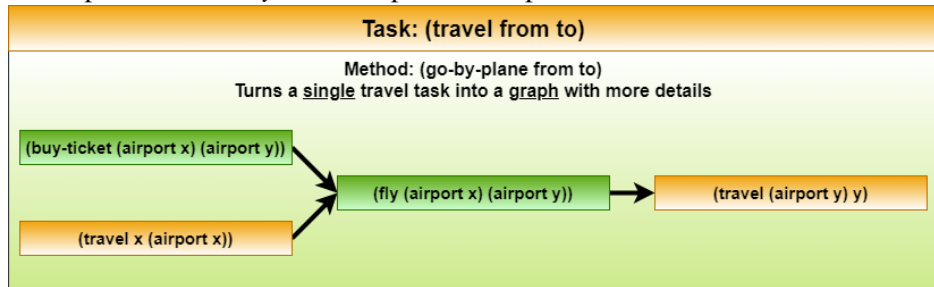 Task: (travel from to)
Method: (go-by-plane from to)
Turns a single travel task into a graph with more details
(buy-ticket (airport x) (airport y))
(fly (airport x) (airport y))
(travel (airport y) y)
(travel x (airport x))